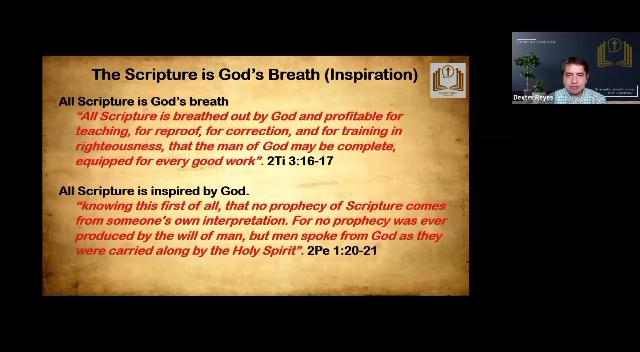 The Scripture is God's Breath (Inspiration)
All Scripture is God's breath
"All Scripture is breathed out by God and profitable for
teaching, for reproof, for correction, and for training in
righteousness, that the man of God may be complete,
equipped for every good work". 2Ti 3:16-17
All Scripture is inspired by God.
"knowing this first of all, that no prophecy of Scripture comes
from someone's own interpretation. For no prophecy was ever
produced by the will of man, but men spoke from God as they
were carried along by the Holy Spirit". 2Pe 1:20-21
Dexter Reyes